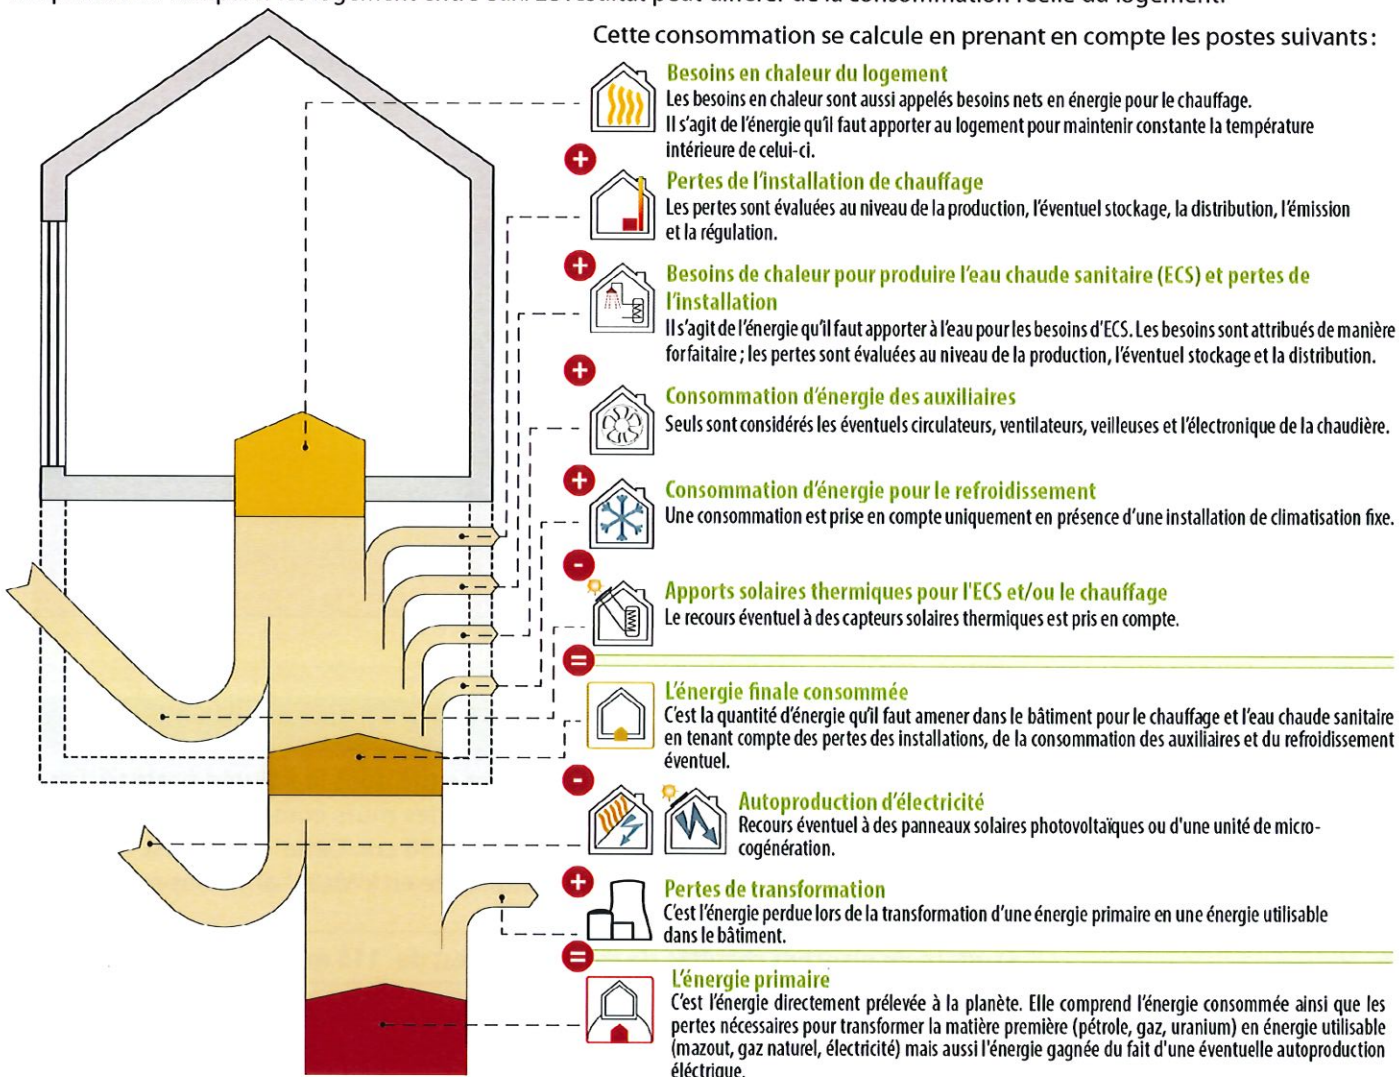 Cette consommation se calcule en prenant en compte les postes suivants :
Besoins en chaleur du logement
Les besoins en chaleur sont aussi appelés besoins nets en énergie pour le chauffage.
Il s'agit de l'énergie qu'il faut apporter au logement pour maintenir constante la température
intérieure de celui-ci.
+
Pertes de l'installation de chauffage
Les pertes sont évaluées au niveau de la production, l'éventuel stockage, la distribution, l'émission
et la régulation.
+
Besoins de chaleur pour produire l'eau chaude sanitaire (ECS) et pertes de
l'installation
Il s'agit de l'énergie qu'il faut apporter à l'eau pour les besoins d'ECS. Les besoins sont attribués de manière
forfaitaire ; les pertes sont évaluées au niveau de la production, l'éventuel stockage et la distribution.
+
Consommation d'énergie des auxiliaires
Seuls sont considérés les éventuels circulateurs, ventilateurs, veilleuses et l'électronique de la chaudière.
+
Consommation d'énergie pour le refroidissement
Une consommation est prise en compte uniquement en présence d'une installation de climatisation fixe.
-
Apports solaires thermiques pour l'ECS et/ou le chauffage
Le recours éventuel à des capteurs solaires thermiques est pris en compte.
=
L'énergie finale consommée
C'est la quantité d'énergie qu'il faut amener dans le bâtiment pour le chauffage et l'eau chaude sanitaire
en tenant compte des pertes des installations, de la consommation des auxiliaires et du refroidissement
éventuel.
-
Autoproduction d'électricité
Recours éventuel à des panneaux solaires photovoltaïques ou d'une unité de micro-
cogénération.
+
Pertes de transformation
C'est l'énergie perdue lors de la transformation d'une énergie primaire en une énergie utilisable
dans le bâtiment.
=
L'énergie primaire
C'est l'énergie directement prélevée à la planète. Elle comprend l'énergie consommée ainsi que les
pertes nécessaires pour transformer la matière première (pétrole, gaz, uranium) en énergie utilisable
(mazout, gaz naturel, électricité) mais aussi l'énergie gagnée du fait d'une éventuelle autoproduction
éléctrique.